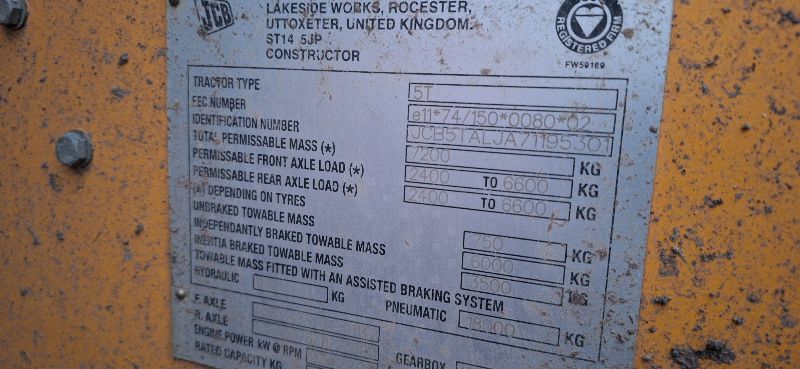 JCB
LAKESIDE WORKS, ROCESTER,
UTTOXETER, UNITED KINGDOM.
ST14 5JP
CONSTRUCTOR
REGISTERED FIRM
FW59189
TRACTOR TYPE 5T
EEC NUMBER e11*74/150*0080*02
IDENTIFICATION NUMBER JCB5TALJA71195301
TOTAL PERMISSABLE MASS (*) 7200 KG
PERMISSABLE FRONT AXLE LOAD (*) 2400 TO 6600 KG
PERMISSABLE REAR AXLE LOAD (*) 2400 TO 6600 KG
(*) DEPENDING ON TYRES
UNBRAKED TOWABLE MASS 750 KG
INDEPENDANTLY BRAKED TOWABLE MASS 6000 KG
INERTIA BRAKED TOWABLE MASS 3500 KG
TOWABLE MASS FITTED WITH AN ASSISTED BRAKING SYSTEM
HYDRAULIC KG PNEUMATIC 18000 KG
F. AXLE
R. AXLE
ENGINE POWER kW @ RPM GEARBOX
RATED CAPACITY KG